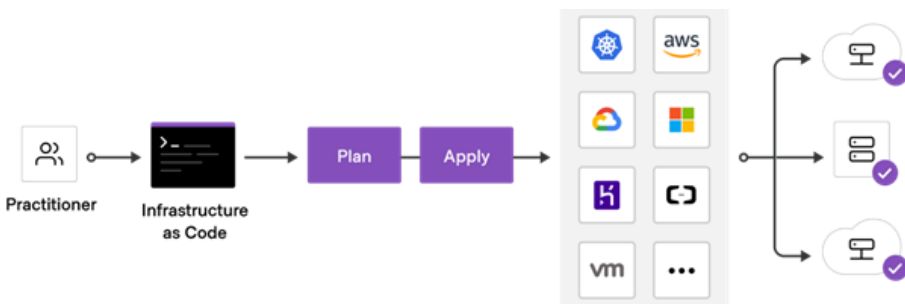 aws
Plan
Apply
Practitioner
Infrastructure
as Code
vm